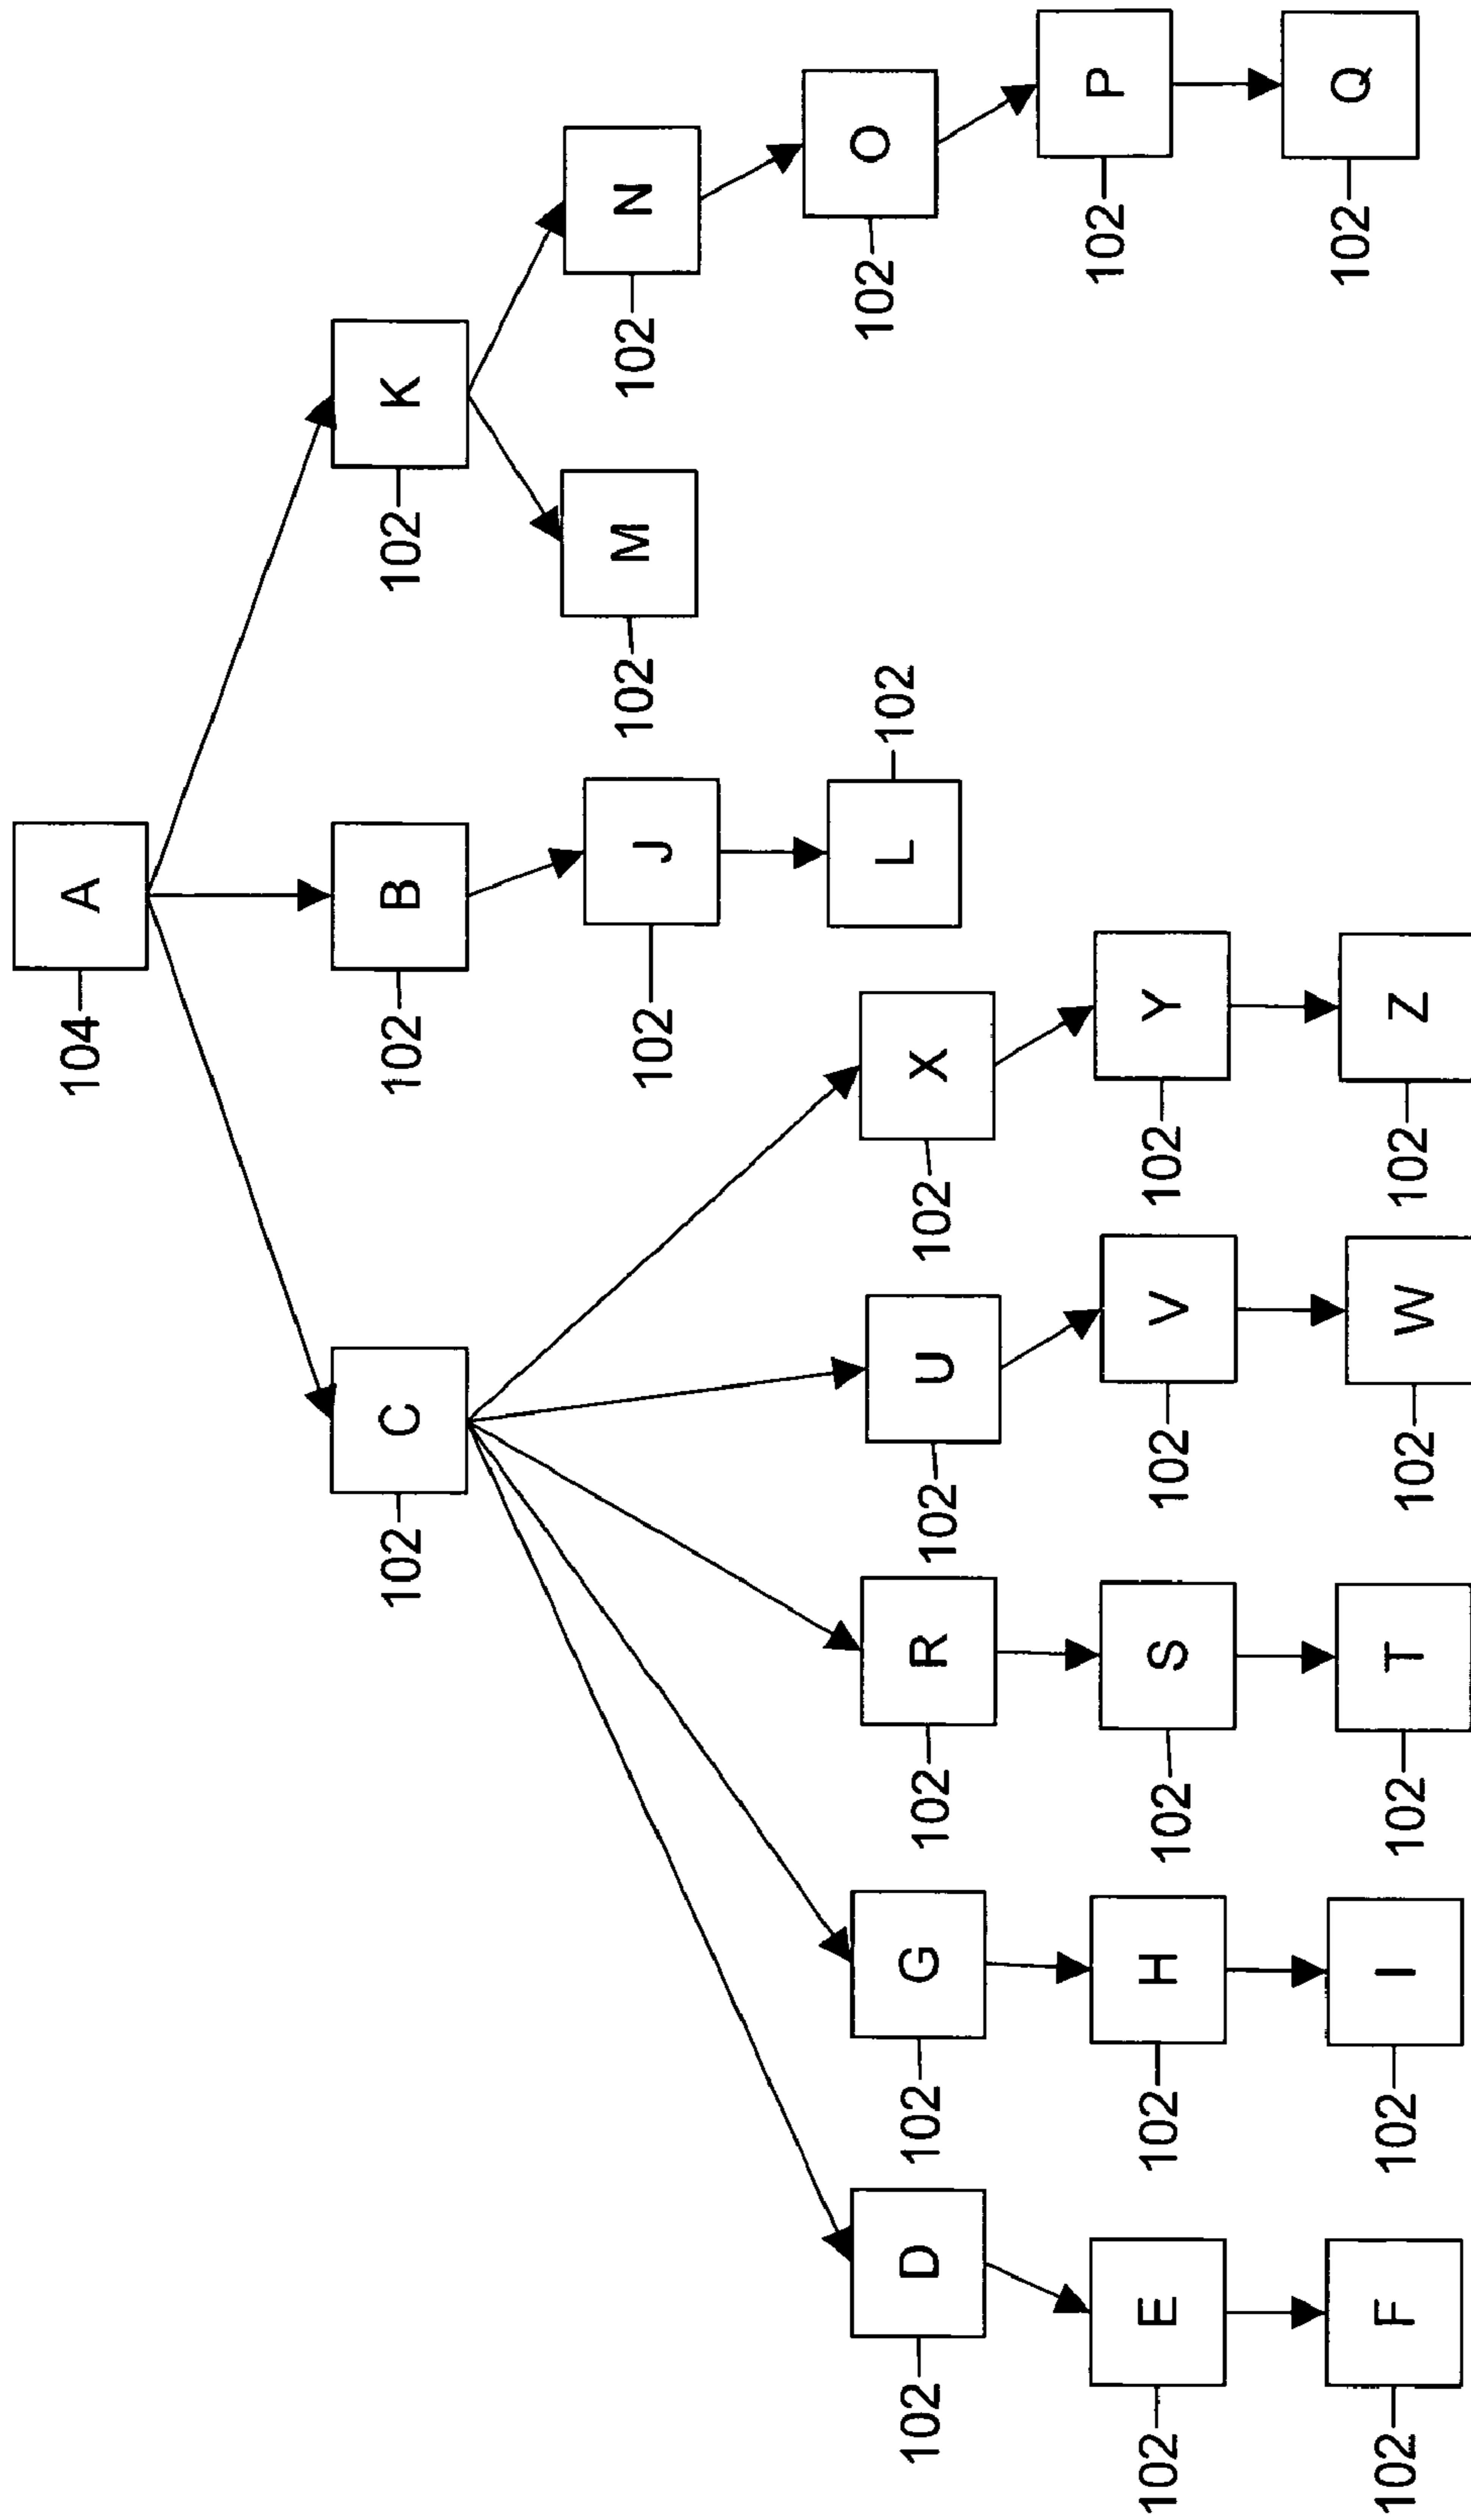 104 A
102 C 102 B 102 K
102 J 102 M 102 N
102 D 102 G 102 R 102 U 102 X L 102 102 O
102 E 102 H 102 S 102 V 102 Y 102 P
102 F 102 I 102 T 102 W 102 Z 102 Q